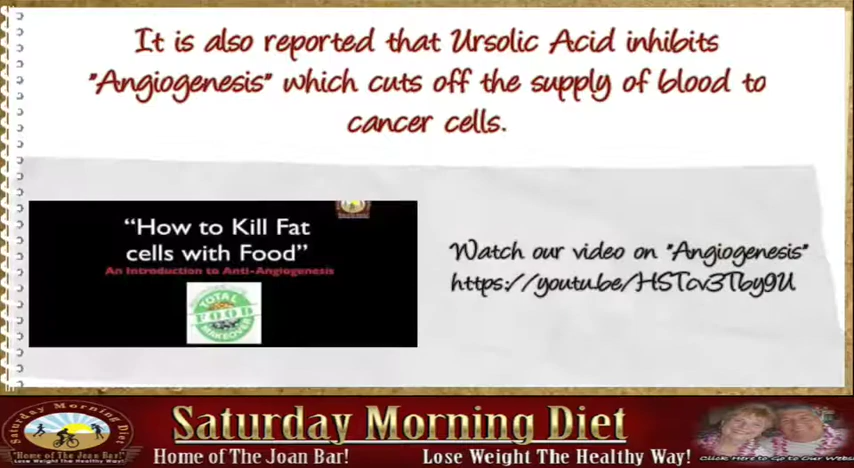 It is also reported that Ursolic Acid inhibits
"Angiogenesis" which cuts off the supply of blood to
cancer cells.
"How to Kill Fat
cells with Food"
An Introduction to Anti-Angiogenesis
TOTAL
FOOD
MAKEOVER
Watch our video on "Angiogenesis"
https://youtu.be/HSTcv3Tby9U
Saturday Morning Diet
"Home of The Joan Bar!"
Lose Weight The Healthy Way!
Saturday Morning Diet
Home of The Joan Bar!
Lose Weight The Healthy Way!
Click Here to Go to Our Webs